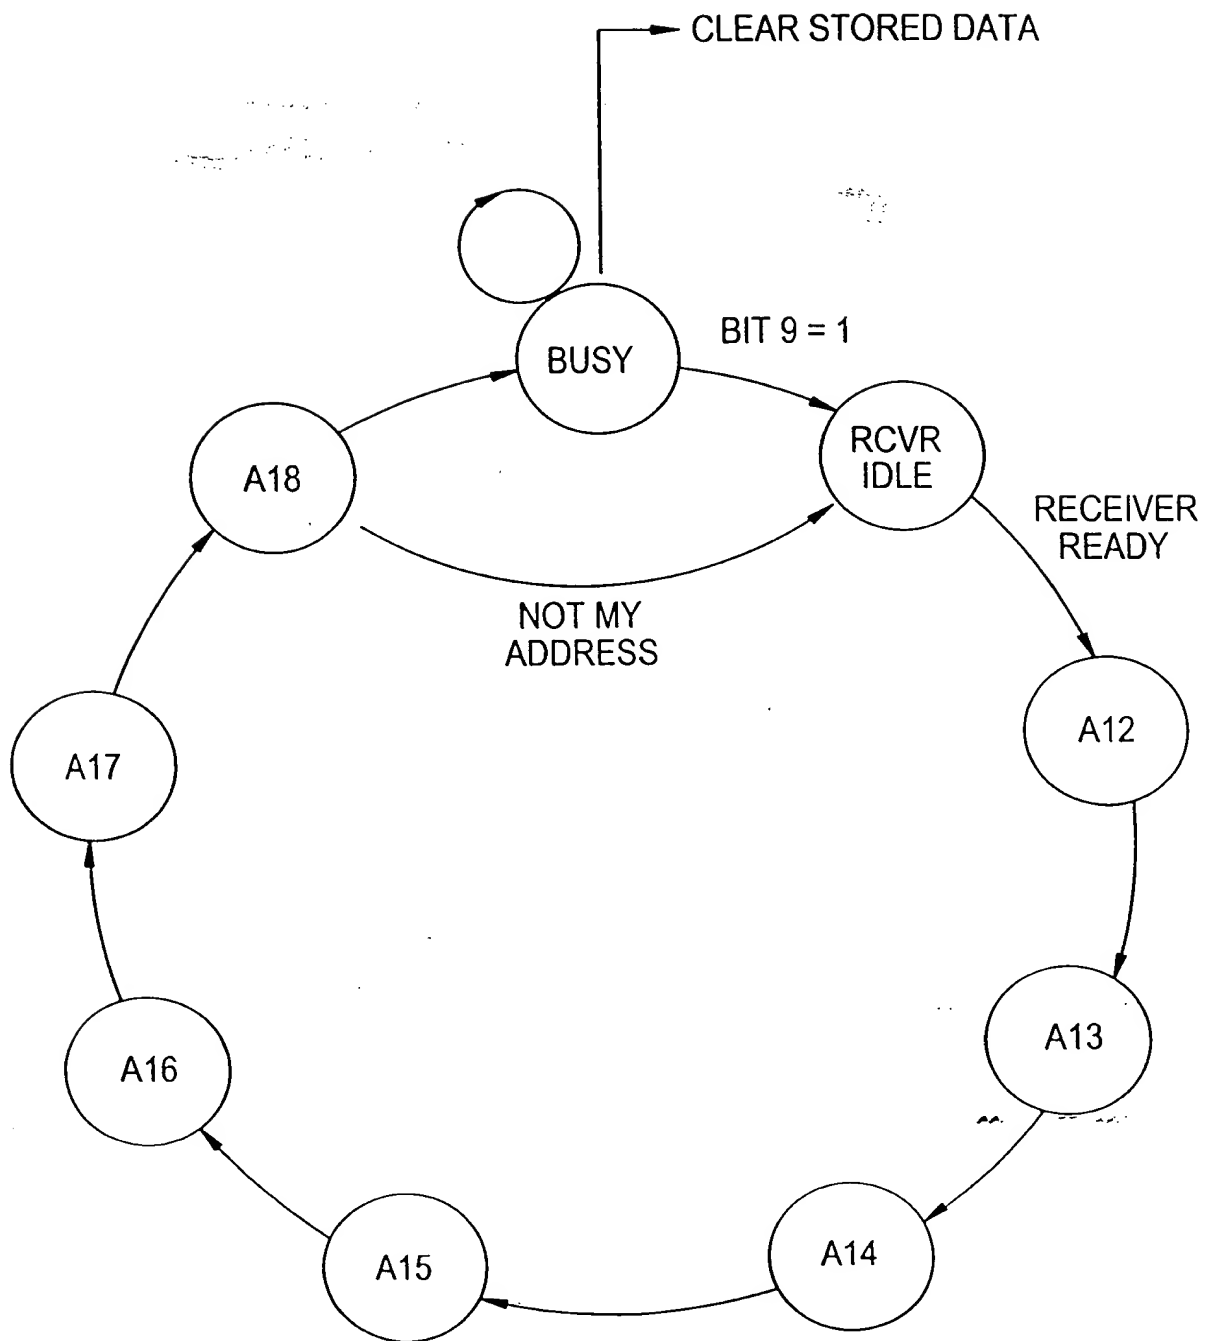 CLEAR STORED DATA
BIT 9 = 1
BUSY
RCVR
IDLE
A18
RECEIVER
READY
NOT MY
ADDRESS
A12
A17
A13
A16
A14
A15